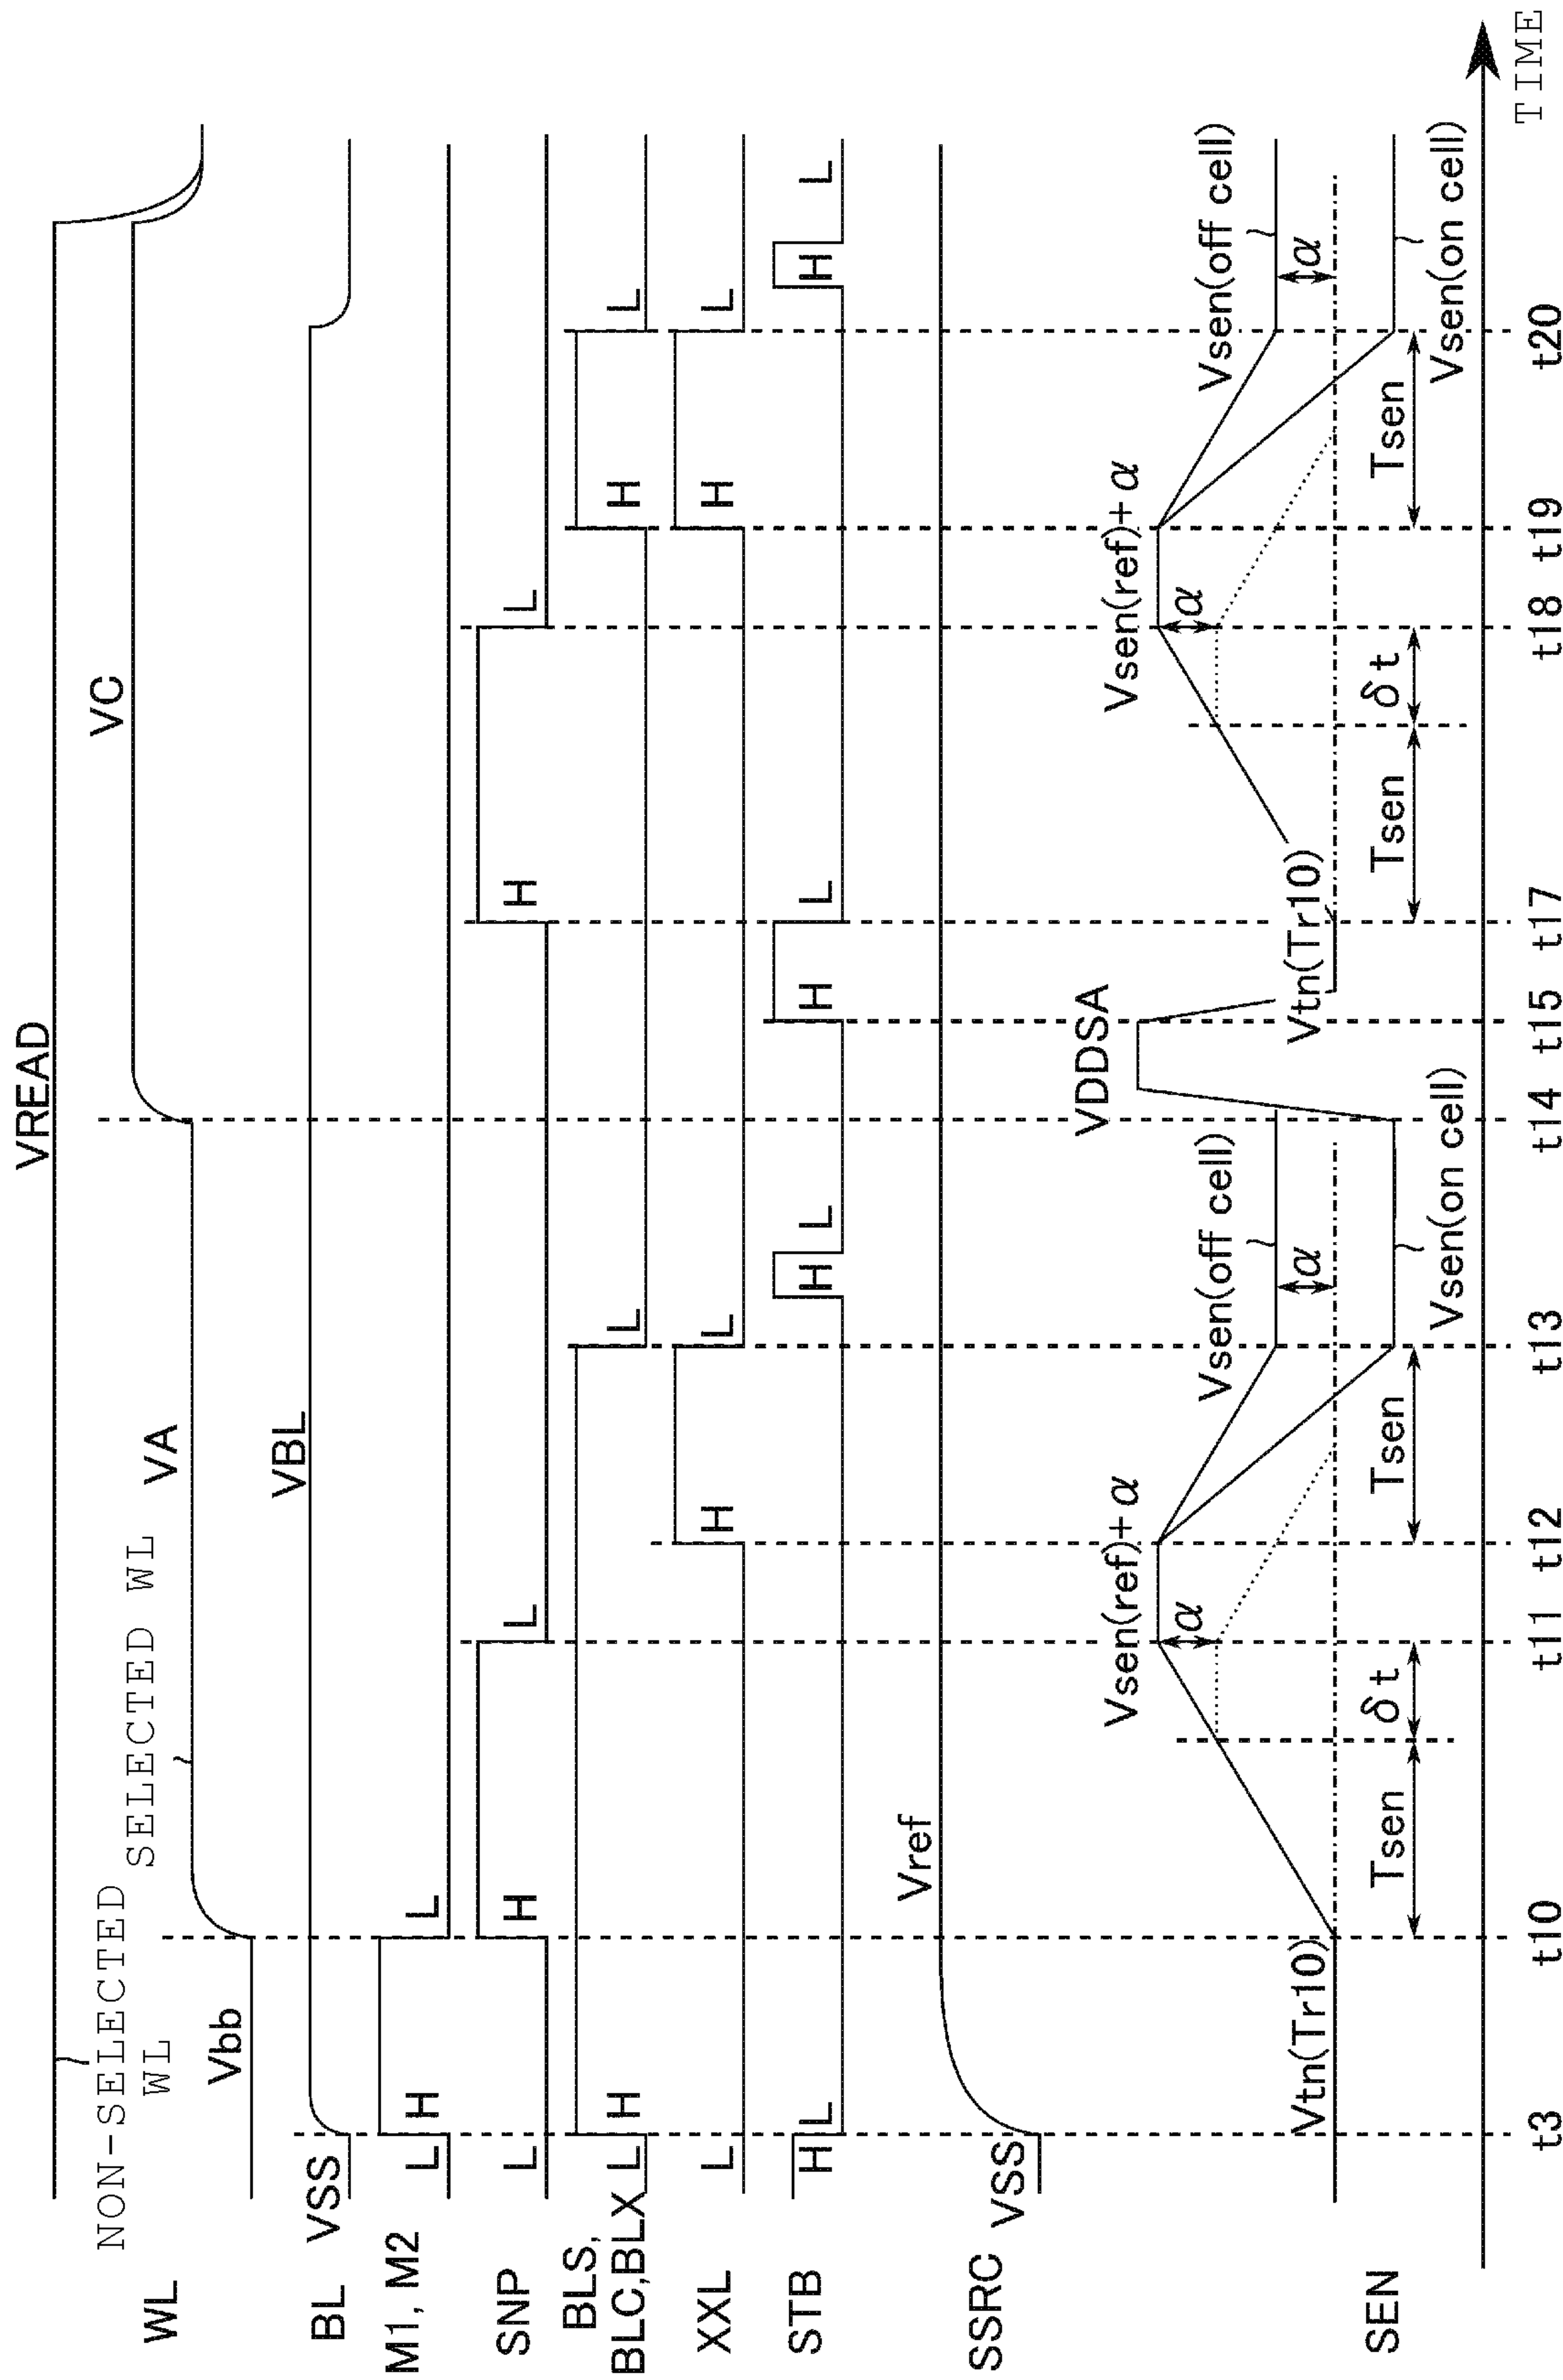 WL
NON-SELECTED
WL
VREAD
SELECTED WL
Vbb
VA
VC
BL
VSS
VBL
M1, M2
L
H
L
SNP
L
H
L
H
L
BLS,
BLC,BLX
L
H
L
H
L
XXL
L
H
L
H
L
STB
H
L
H
L
H
L
H
L
SSRC
VSS
Vref
SEN
Vtn(Tr10)
Vsen(ref)+α
α
Vsen(off cell)
α
Vsen(on cell)
VDDSA
Vtn(Tr10)
Vsen(ref)+α
α
Vsen(off cell)
α
Vsen(on cell)
Tsen
δt
Tsen
Tsen
δt
Tsen
t3
t10
t11
t12
t13
t14
t15
t17
t18
t19
t20
TIME